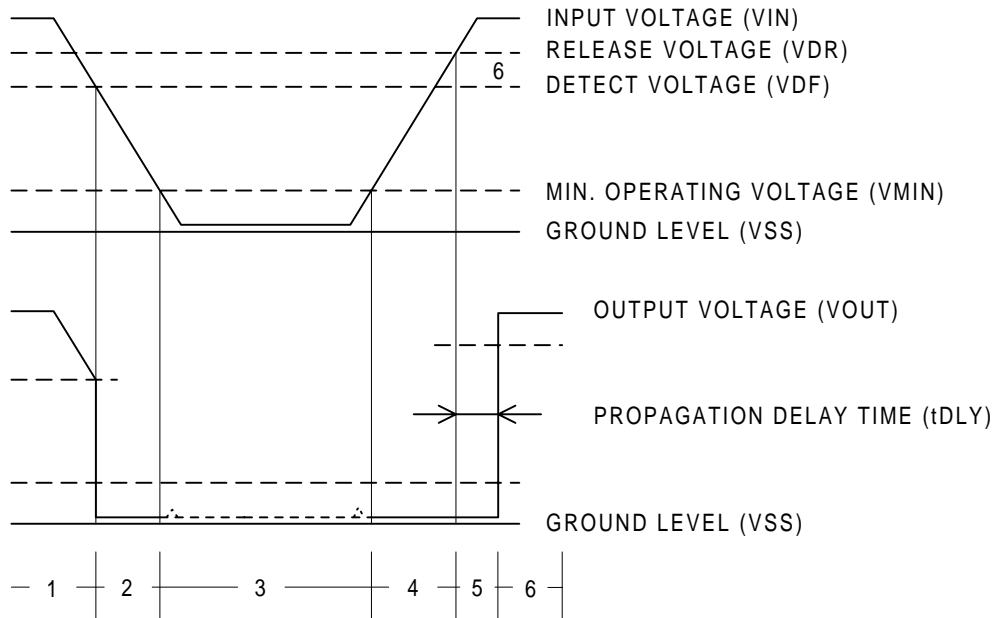 INPUT VOLTAGE (VIN)
RELEASE VOLTAGE (VDR)
6
DETECT VOLTAGE (VDF)
MIN. OPERATING VOLTAGE (VMIN)
GROUND LEVEL (VSS)
OUTPUT VOLTAGE (VOUT)
PROPAGATION DELAY TIME (tDLY)
GROUND LEVEL (VSS)
1 2 3 4 5 6